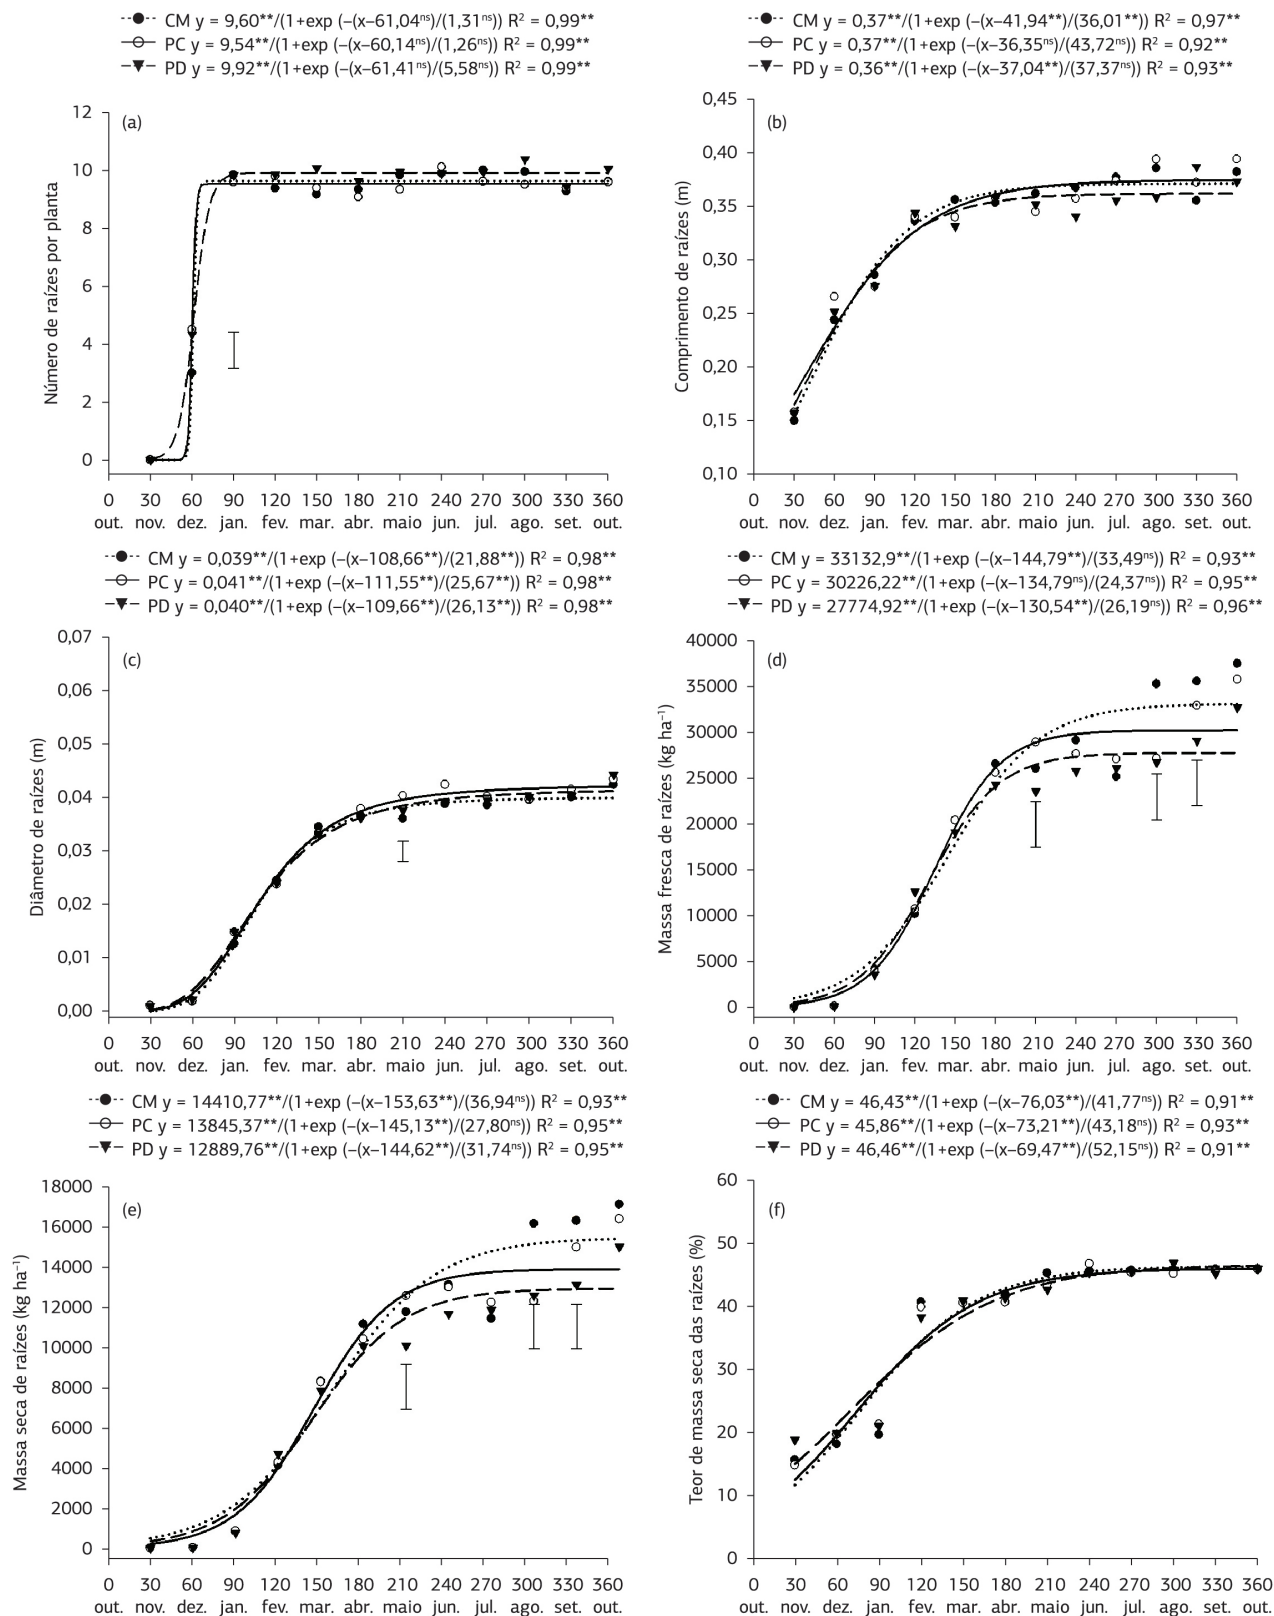 CM y = 9,60**/(1+exp (–(x–61,04ns)/(1,31ns)) R2 = 0,99**
PC y = 9,54**/(1+exp (–(x–60,14ns)/(1,26ns)) R2 = 0,99**
PD y = 9,92**/(1+exp (–(x–61,41ns)/(5,58ns)) R2 = 0,99**
(a)
Número de raízes por planta
12
10
8
6
4
2
0
0 30 60 90 120 150 180 210 240 270 300 330 360
out. nov. dez. jan. fev. mar. abr. maio jun. jul. ago. set. out.
CM y = 0,37**/(1+exp (–(x–41,94**)/(36,01**)) R2 = 0,97**
PC y = 0,37**/(1+exp (–(x–36,35ns)/(43,72ns)) R2 = 0,92**
PD y = 0,36**/(1+exp (–(x–37,04**)/(37,37ns)) R2 = 0,93**
(b)
Comprimento de raízes (m)
0,45
0,40
0,35
0,30
0,25
0,20
0,15
0,10
0 30 60 90 120 150 180 210 240 270 300 330 360
out. nov. dez. jan. fev. mar. abr. maio jun. jul. ago. set. out.
CM y = 0,039**/(1+exp (–(x–108,66**)/(21,88**)) R2 = 0,98**
PC y = 0,041**/(1+exp (–(x–111,55**)/(25,67**)) R2 = 0,98**
PD y = 0,040**/(1+exp (–(x–109,66**)/(26,13**)) R2 = 0,98**
(c)
Diâmetro de raízes (m)
0,07
0,06
0,05
0,04
0,03
0,02
0,01
0,00
0 30 60 90 120 150 180 210 240 270 300 330 360
out. nov. dez. jan. fev. mar. abr. maio jun. jul. ago. set. out.
CM y = 33132,9**/(1+exp (–(x–144,79**)/(33,49ns)) R2 = 0,93**
PC y = 30226,22**/(1+exp (–(x–134,79ns)/(24,37ns)) R2 = 0,95**
PD y = 27774,92**/(1+exp (–(x–130,54**)/(26,19ns)) R2 = 0,96**
(d)
Massa fresca de raízes (kg ha–1)
40000
35000
30000
25000
20000
15000
10000
5000
0
0 30 60 90 120 150 180 210 240 270 300 330 360
out. nov. dez. jan. fev. mar. abr. maio jun. jul. ago. set. out.
CM y = 14410,77**/(1+exp (–(x–153,63**)/(36,94ns)) R2 = 0,93**
PC y = 13845,37**/(1+exp (–(x–145,13**)/(27,80ns)) R2 = 0,95**
PD y = 12889,76**/(1+exp (–(x–144,62**)/(31,74ns)) R2 = 0,95**
(e)
Massa seca de raízes (kg ha–1)
18000
16000
14000
12000
10000
8000
6000
4000
2000
0
0 30 60 90 120 150 180 210 240 270 300 330 360
out. nov. dez. jan. fev. mar. abr. maio jun. jul. ago. set. out.
CM y = 46,43**/(1+exp (–(x–76,03**)/(41,77ns)) R2 = 0,91**
PC y = 45,86**/(1+exp (–(x–73,21**)/(43,18ns)) R2 = 0,93**
PD y = 46,46**/(1+exp (–(x–69,47**)/(52,15ns)) R2 = 0,91**
(f)
Teor de massa seca das raízes (%)
60
50
40
30
20
10
0
0 30 60 90 120 150 180 210 240 270 300 330 360
out. nov. dez. jan. fev. mar. abr. maio jun. jul. ago. set. out.